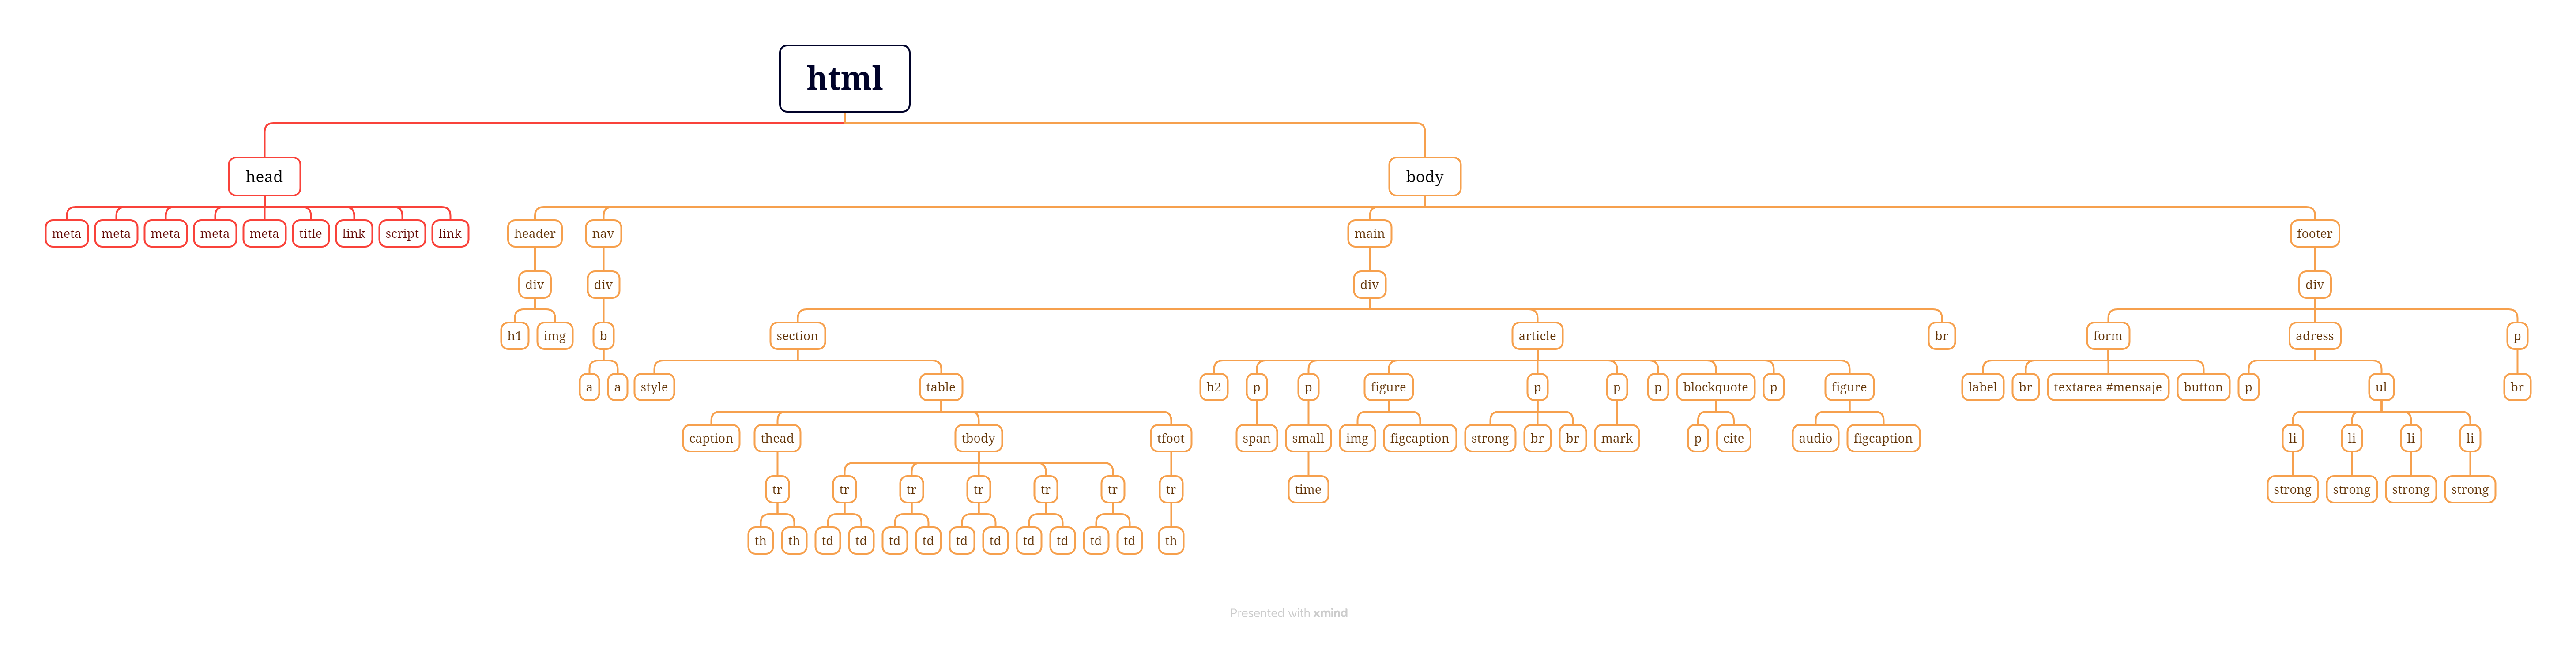 html
head body
meta meta meta meta meta title link script link header nav main footer
div div div div
h1 img b section article br form adress p
a a style table h2 p p figure p p p blockquote p figure label br textarea #mensaje button p ul br
caption thead tbody tfoot span small img figcaption strong br br mark p cite audio figcaption li li li li
tr tr tr tr tr tr tr time strong strong strong strong
th th td td td td td td td td td td th
Presented with xmind